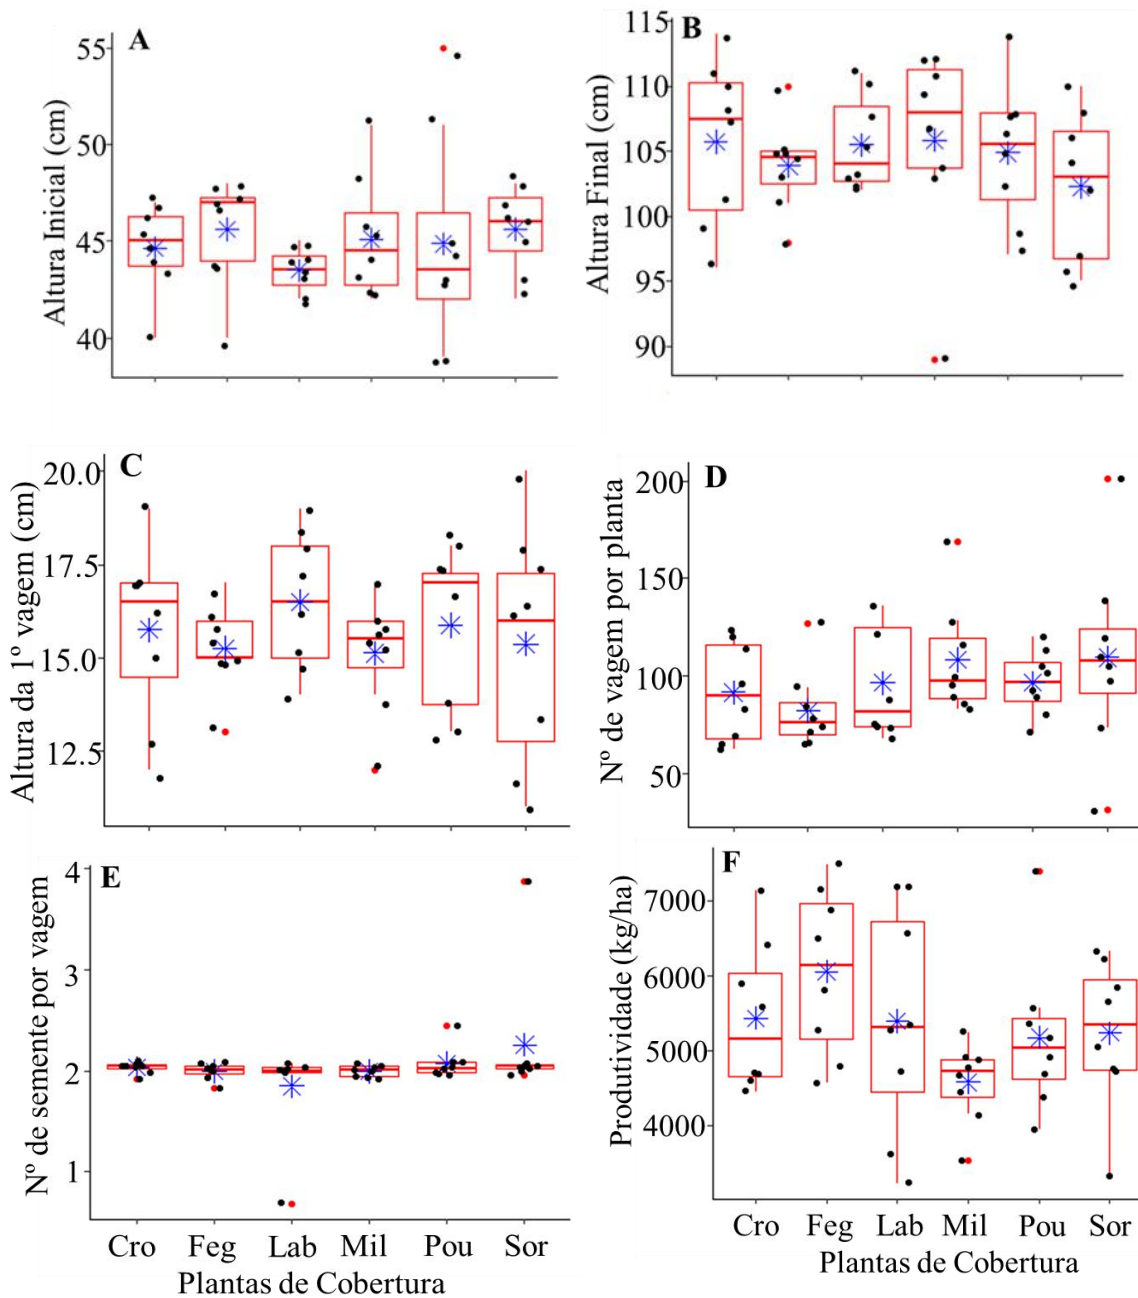 A
Altura Inicial (cm)
55
50
45
40
B
Altura Final (cm)
115
110
105
100
95
90
C
Altura da 1º vagem (cm)
20.0
17.5
15.0
12.5
D
Nº de vagem por planta
200
150
100
50
E
Nº de semente por vagem
4
3
2
1
Cro Feg Lab Mil Pou Sor
Plantas de Cobertura
F
Produtividade (kg/ha)
7000
6000
5000
4000
Cro Feg Lab Mil Pou Sor
Plantas de Cobertura